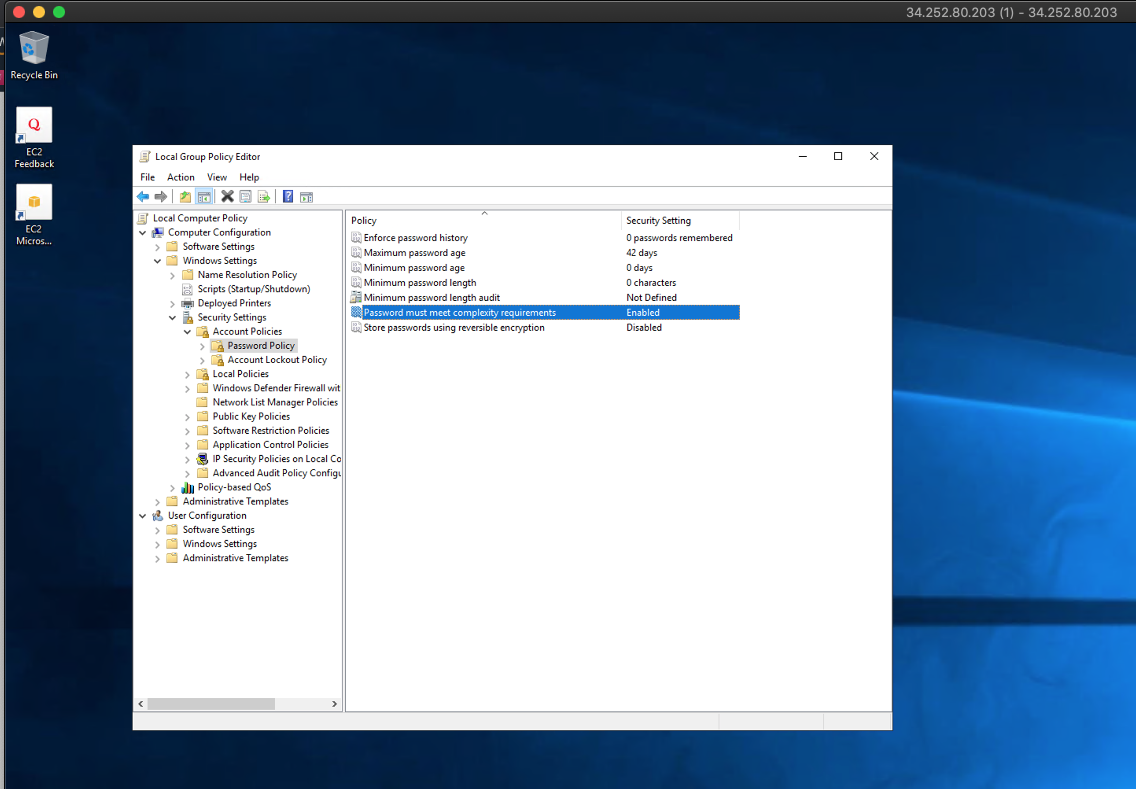 34.252.80.203 (1) - 34.252.80.203
Recycle Bin
EC2
Feedback
EC2
Micros...
Local Group Policy Editor
File Action View Help
Local Computer Policy
Computer Configuration
Software Settings
Windows Settings
Name Resolution Policy
Scripts (Startup/Shutdown)
Deployed Printers
Security Settings
Account Policies
Password Policy
Account Lockout Policy
Local Policies
Windows Defender Firewall wit
Network List Manager Policies
Public Key Policies
Software Restriction Policies
Application Control Policies
IP Security Policies on Local Co
Advanced Audit Policy Configu
Policy-based QoS
Administrative Templates
User Configuration
Software Settings
Windows Settings
Administrative Templates
Policy Security Setting
Enforce password history 0 passwords remembered
Maximum password age 42 days
Minimum password age 0 days
Minimum password length 0 characters
Minimum password length audit Not Defined
Password must meet complexity requirements Enabled
Store passwords using reversible encryption Disabled